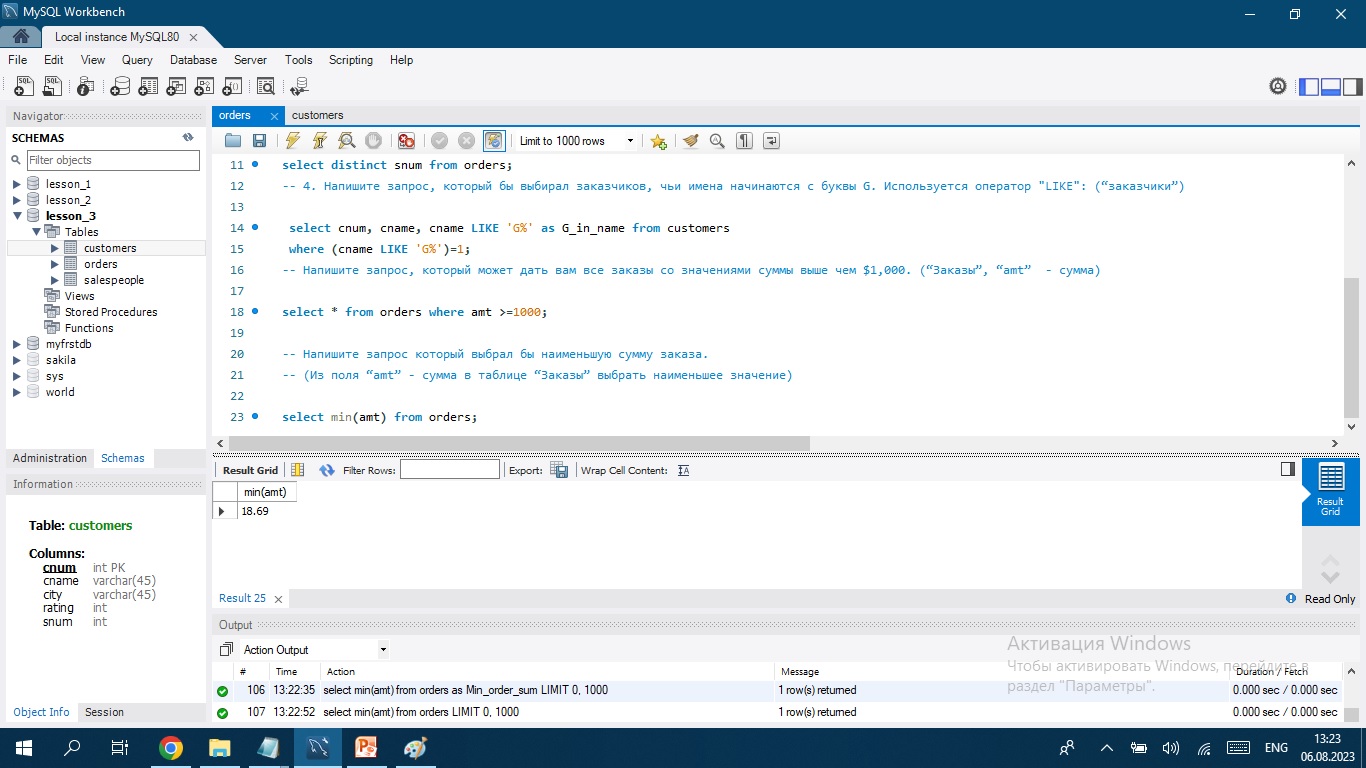 MySQL Workbench
Local instance MySQL80
File Edit View Query Database Server Tools Scripting Help
Navigator
SCHEMAS
Filter objects
lesson_1
lesson_2
lesson_3
Tables
customers
orders
salespeople
Views
Stored Procedures
Functions
myfrstdb
sakila
sys
world
Administration Schemas
Information
Table: customers
Columns:
cnum int PK
cname varchar(45)
city varchar(45)
rating int
snum int
Object Info Session
orders customers
Limit to 1000 rows
11 select distinct snum from orders;
12 -- 4. Напишите запрос, который бы выбирал заказчиков, чьи имена начинаются с буквы G. Используется оператор "LIKE": (“заказчики”)
13
14 select cnum, cname, cname LIKE 'G%' as G_in_name from customers
15 where (cname LIKE 'G%')=1;
16 -- Напишите запрос, который может дать вам все заказы со значениями суммы выше чем $1,000. (“Заказы”, “amt” - сумма)
17
18 select * from orders where amt >=1000;
19
20 -- Напишите запрос который выбрал бы наименьшую сумму заказа.
21 -- (Из поля “amt” - сумма в таблице “Заказы” выбрать наименьшее значение)
22
23 select min(amt) from orders;
Result Grid Filter Rows: Export: Wrap Cell Content:
min(amt)
18.69
Result Grid
Result 25
Read Only
Output
Action Output
# Time Action Message Duration / Fetch
106 13:22:35 select min(amt) from orders as Min_order_sum LIMIT 0, 1000 1 row(s) returned 0.000 sec / 0.000 sec
107 13:22:52 select min(amt) from orders LIMIT 0, 1000 1 row(s) returned 0.000 sec / 0.000 sec
Активация Windows
Чтобы активировать Windows, перейдите в
раздел "Параметры".
ENG
13:23
06.08.2023